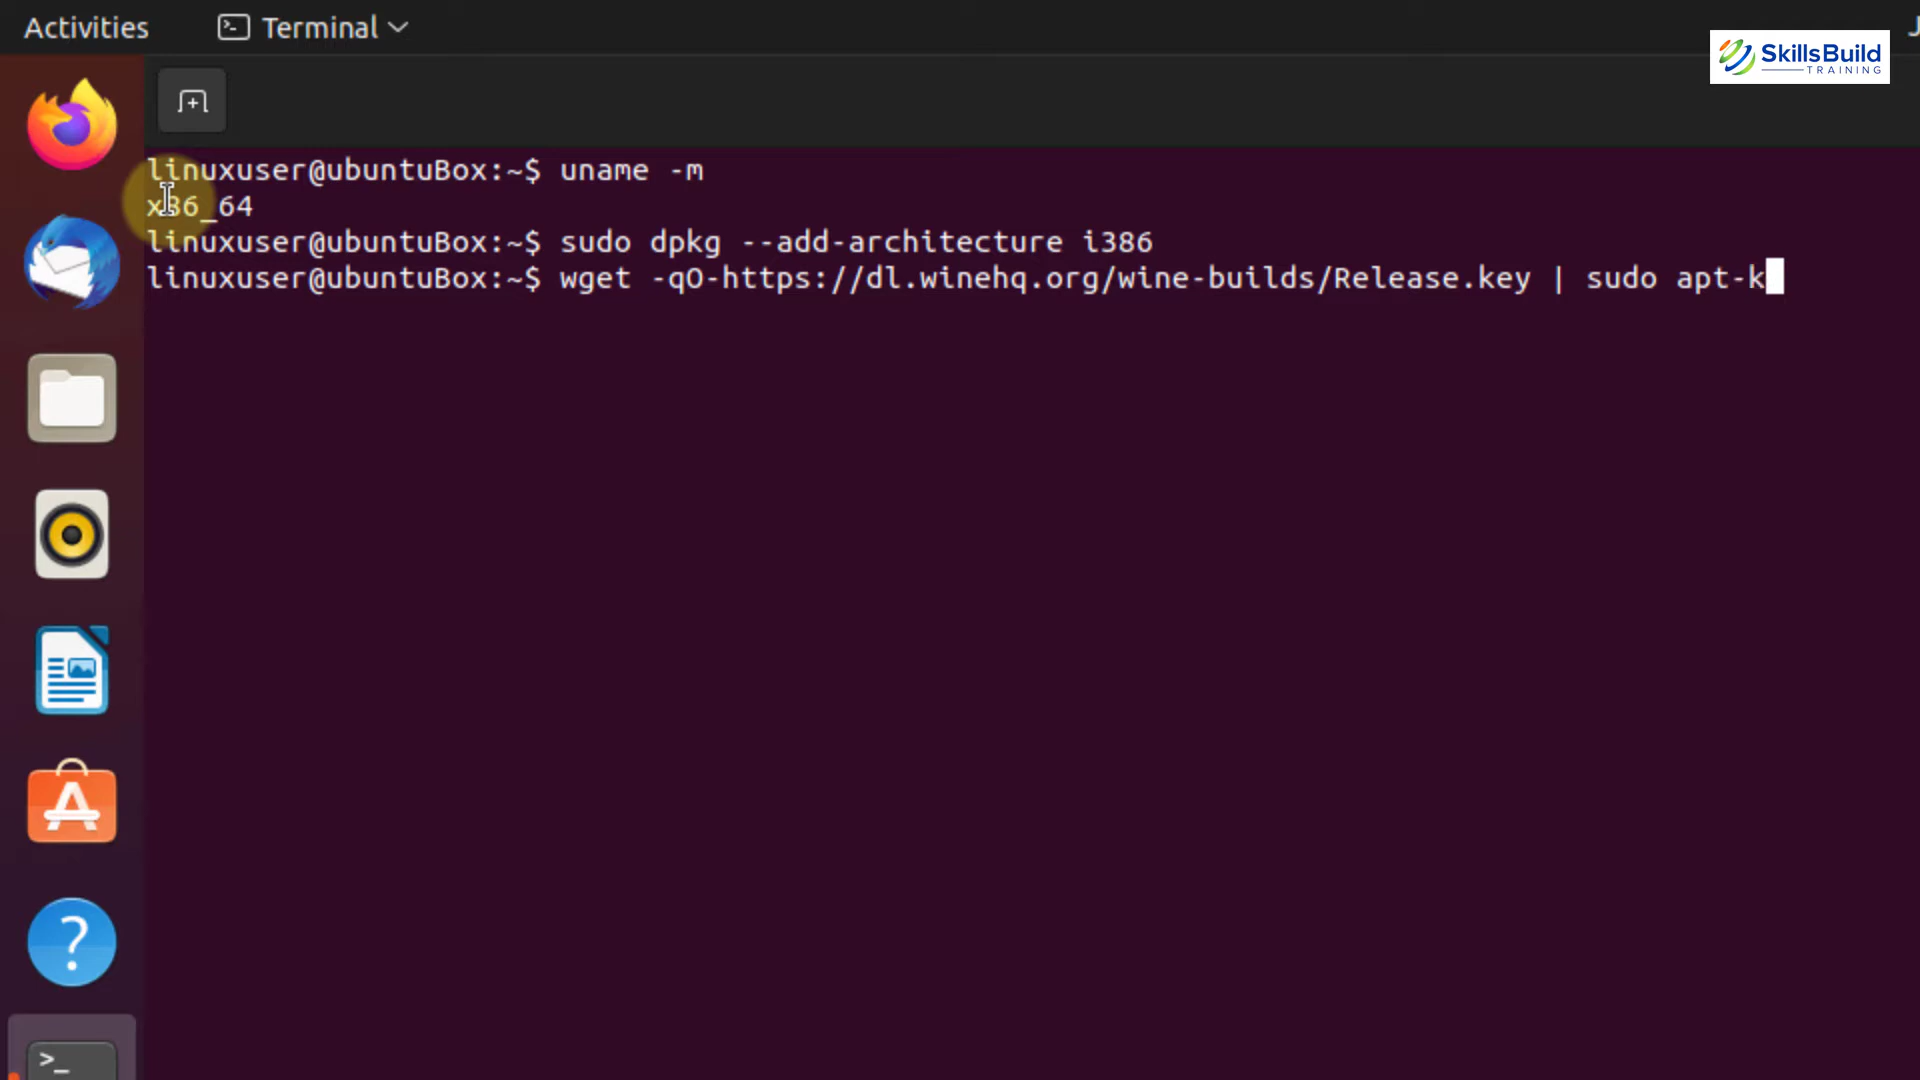 Activities Terminal J
SkillsBuild
TRAINING
linuxuser@ubuntuBox:~$ uname -m
x86_64
linuxuser@ubuntuBox:~$ sudo dpkg --add-architecture i386
linuxuser@ubuntuBox:~$ wget -qO-https://dl.winehq.org/wine-builds/Release.key | sudo apt-k